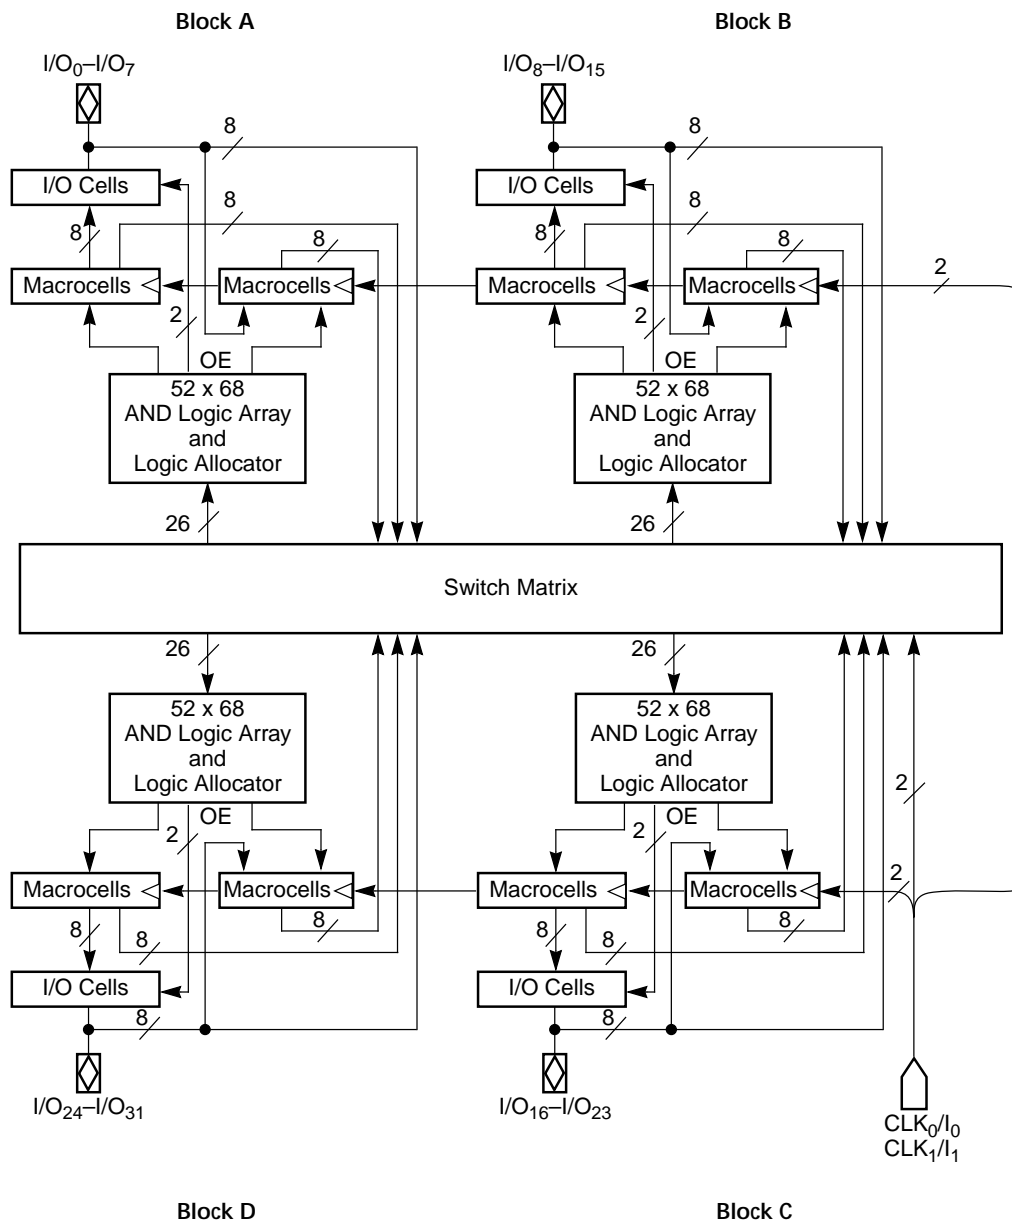 Block A
Block B
I/O0–I/O7
I/O8–I/O15
8
8
I/O Cells
I/O Cells
8
8
8
8
8
8
Macrocells
Macrocells
Macrocells
Macrocells
2
2
2
OE
OE
52 x 68
AND Logic Array
and
Logic Allocator
52 x 68
AND Logic Array
and
Logic Allocator
26
26
Switch Matrix
26
26
52 x 68
AND Logic Array
and
Logic Allocator
52 x 68
AND Logic Array
and
Logic Allocator
2
OE
OE
2
2
Macrocells
Macrocells
Macrocells
Macrocells
2
8
8
8
8
8
8
I/O Cells
I/O Cells
8
8
I/O24–I/O31
I/O16–I/O23
CLK0/I0
CLK1/I1
Block D
Block C